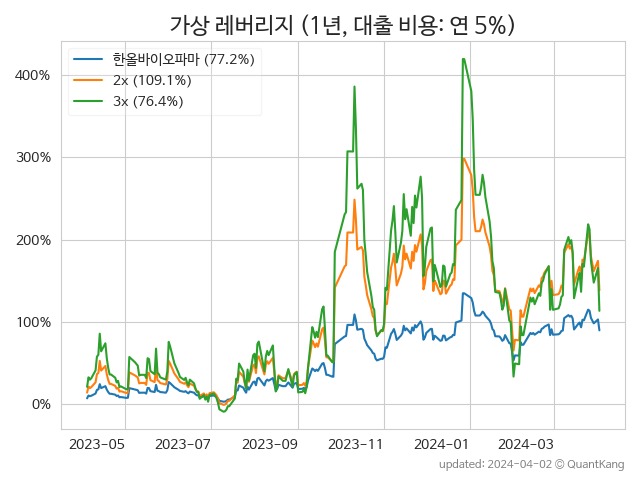 가상 레버리지 (1년, 대출 비용: 연 5%)
한올바이오파마 (77.2%)
2x (109.1%)
3x (76.4%)
400%
300%
200%
100%
0%
2023-05 2023-07 2023-09 2023-11 2024-01 2024-03
updated: 2024-04-02 © QuantKang